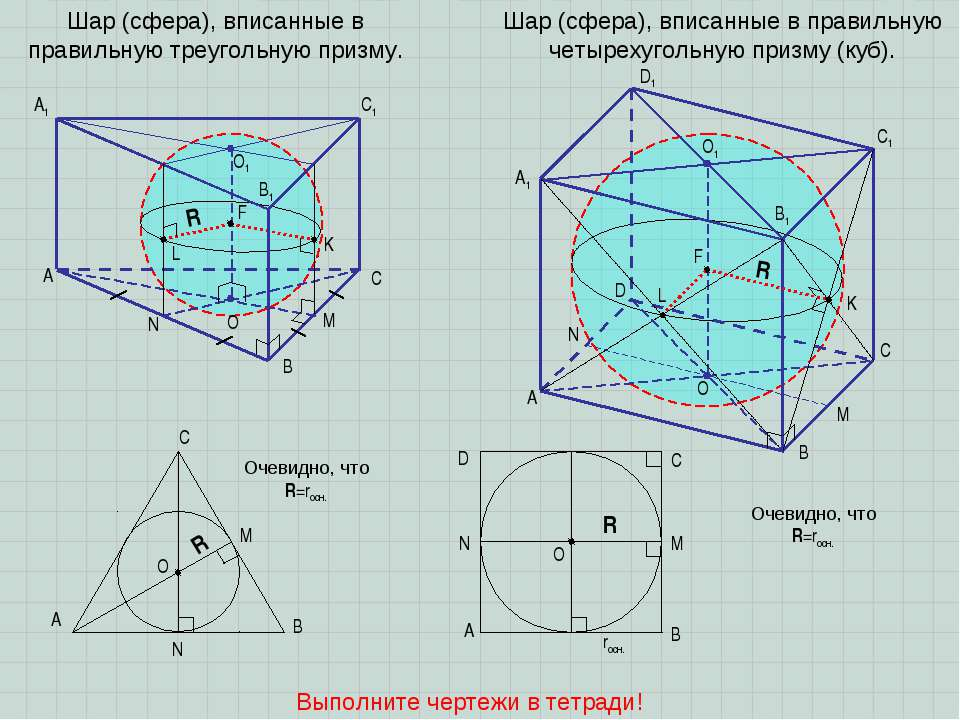 Шар (сфера), вписанные в
правильную треугольную призму.
Шар (сфера), вписанные в правильную
четырехугольную призму (куб).
A₁
C₁
O₁
B₁
R
F
K
L
A
C
N
O
M
B
D₁
C₁
O₁
A₁
B₁
F
R
D
L
K
N
C
O
A
M
B
C
Очевидно, что
R=rосн.
M
R
O
A
B
N
D
C
R
N
O
M
A
B
rосн.
Очевидно, что
R=rосн.
Выполните чертежи в тетради!